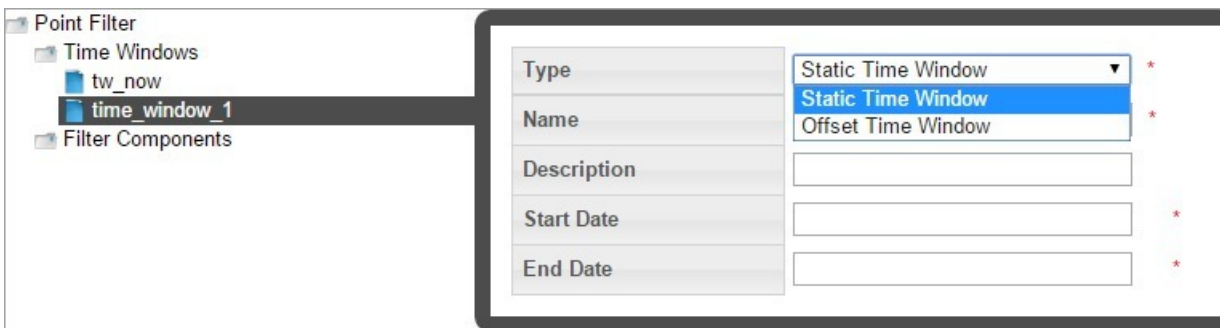 Point Filter
Time Windows
tw_now
time_window_1
Filter Components
Type Static Time Window *
Static Time Window
Offset Time Window
Name *
Description
Start Date *
End Date *